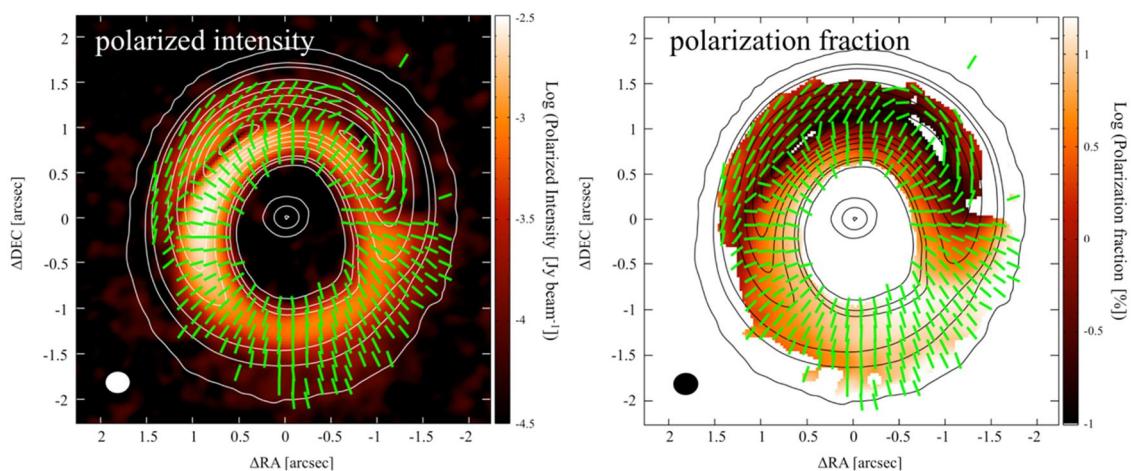 polarized intensity
2
1.5
1
0.5
0
-0.5
-1
-1.5
-2
ΔDEC [arcsec]
2 1.5 1 0.5 0 -0.5 -1 -1.5 -2
ΔRA [arcsec]
-2.5
-3
-3.5
-4
-4.5
Log (Polarized Intensity [Jy beam⁻¹])
polarization fraction
2
1.5
1
0.5
0
-0.5
-1
-1.5
-2
ΔDEC [arcsec]
2 1.5 1 0.5 0 -0.5 -1 -1.5 -2
ΔRA [arcsec]
1
0.5
0
-0.5
-1
Log (Polarization fraction [%])